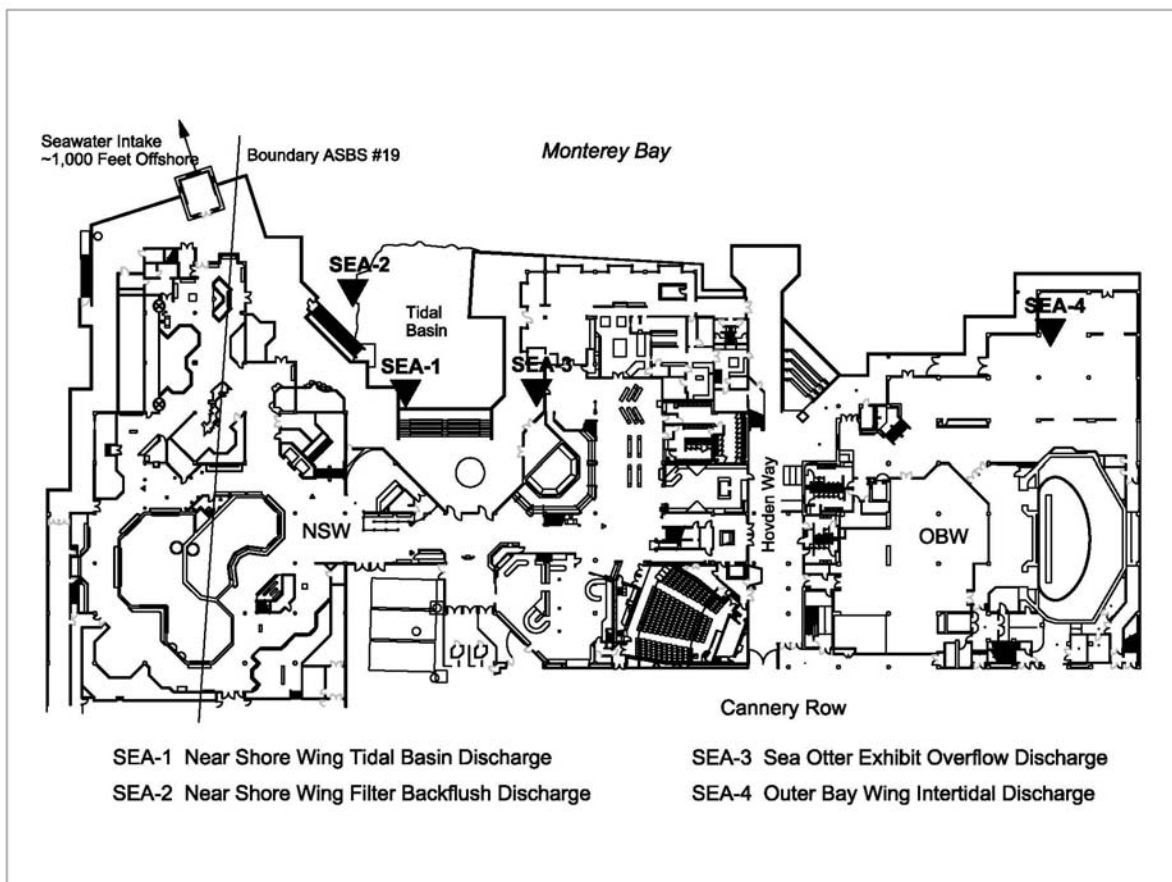 Seawater Intake
~1,000 Feet Offshore
Boundary ASBS #19
Monterey Bay
SEA-2
SEA-4
Tidal
Basin
SEA-1
SEA-3
Hovden Way
NSW
OBW
Cannery Row
SEA-1 Near Shore Wing Tidal Basin Discharge
SEA-2 Near Shore Wing Filter Backflush Discharge
SEA-3 Sea Otter Exhibit Overflow Discharge
SEA-4 Outer Bay Wing Intertidal Discharge